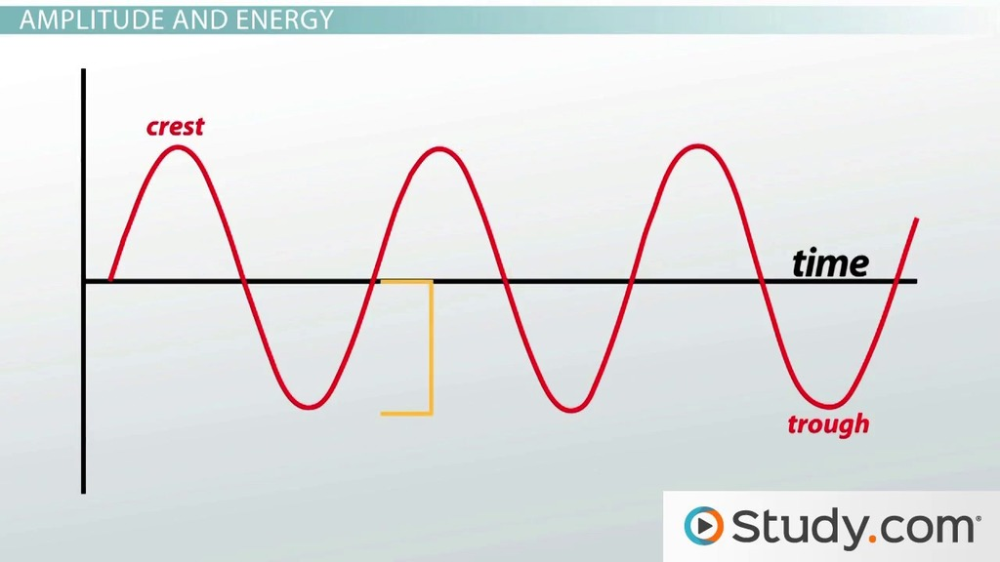 AMPLITUDE AND ENERGY
crest
time
trough
Study.com®